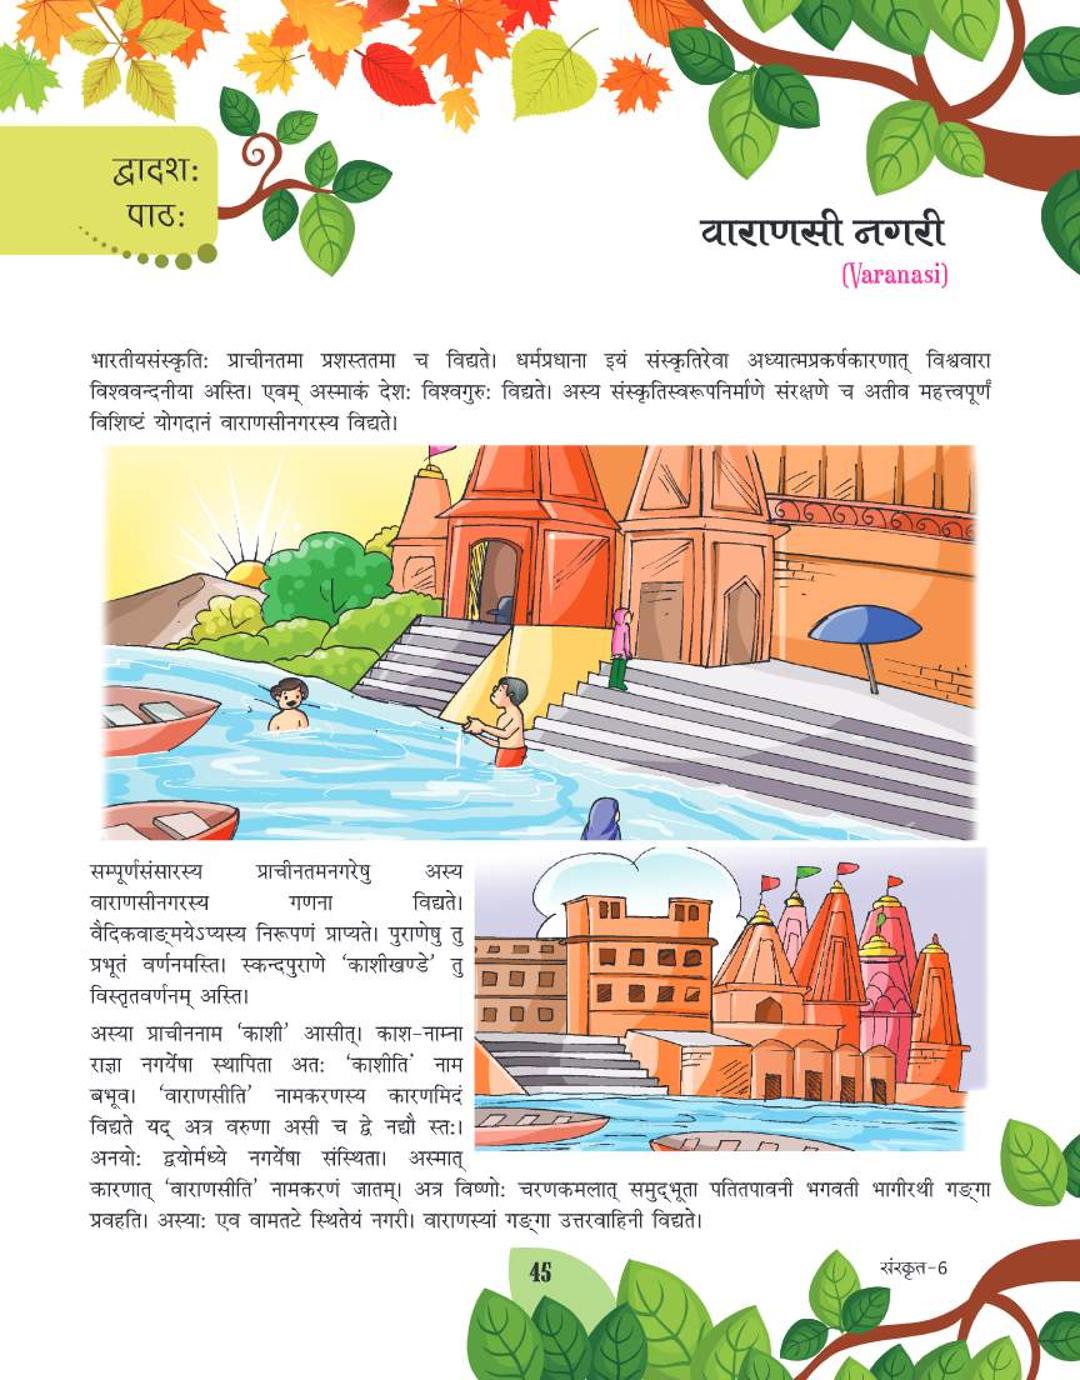 द्वादशः
पाठः
वाराणसी नगरी
(Varanasi)
भारतीयसंस्कृतिः प्राचीनतमा प्रशस्ततमा च विद्यते। धर्मप्रधाना इयं संस्कृतिरेवा अध्यात्मप्रकर्षकारणात् विश्ववारा
विश्ववन्दनीया अस्ति। एवम् अस्माकं देशः विश्वगुरुः विद्यते। अस्य संस्कृतिस्वरूपनिर्माणे संरक्षणे च अतीव महत्त्वपूर्णं
विशिष्टं योगदानं वाराणसीनगरस्य विद्यते।
सम्पूर्णसंसारस्य प्राचीनतमनगरेषु अस्य
वाराणसीनगरस्य गणना विद्यते।
वैदिकवाङ्मयेऽप्यस्य निरूपणं प्राप्यते। पुराणेषु तु
प्रभूतं वर्णनमस्ति। स्कन्दपुराणे ‘काशीखण्डे’ तु
विस्तृतवर्णनम् अस्ति।
अस्या प्राचीननाम ‘काशी’ आसीत्। काश-नाम्ना
राज्ञा नगर्येषा स्थापिता अतः ‘काशीति’ नाम
बभूव। ‘वाराणसीति’ नामकरणस्य कारणमिदं
विद्यते यद् अत्र वरुणा असी च द्वे नद्यौ स्तः।
अनयोः द्वयोर्मध्ये नगर्येषा संस्थिता। अस्मात्
कारणात् ‘वाराणसीति’ नामकरणं जातम्। अत्र विष्णोः चरणकमलात् समुद्भूता पतितपावनी भगवती भागीरथी गङ्गा
प्रवहति। अस्याः एव वामतटे स्थितेयं नगरी। वाराणस्यां गङ्गा उत्तरवाहिनी विद्यते।
45
संस्कृत-6